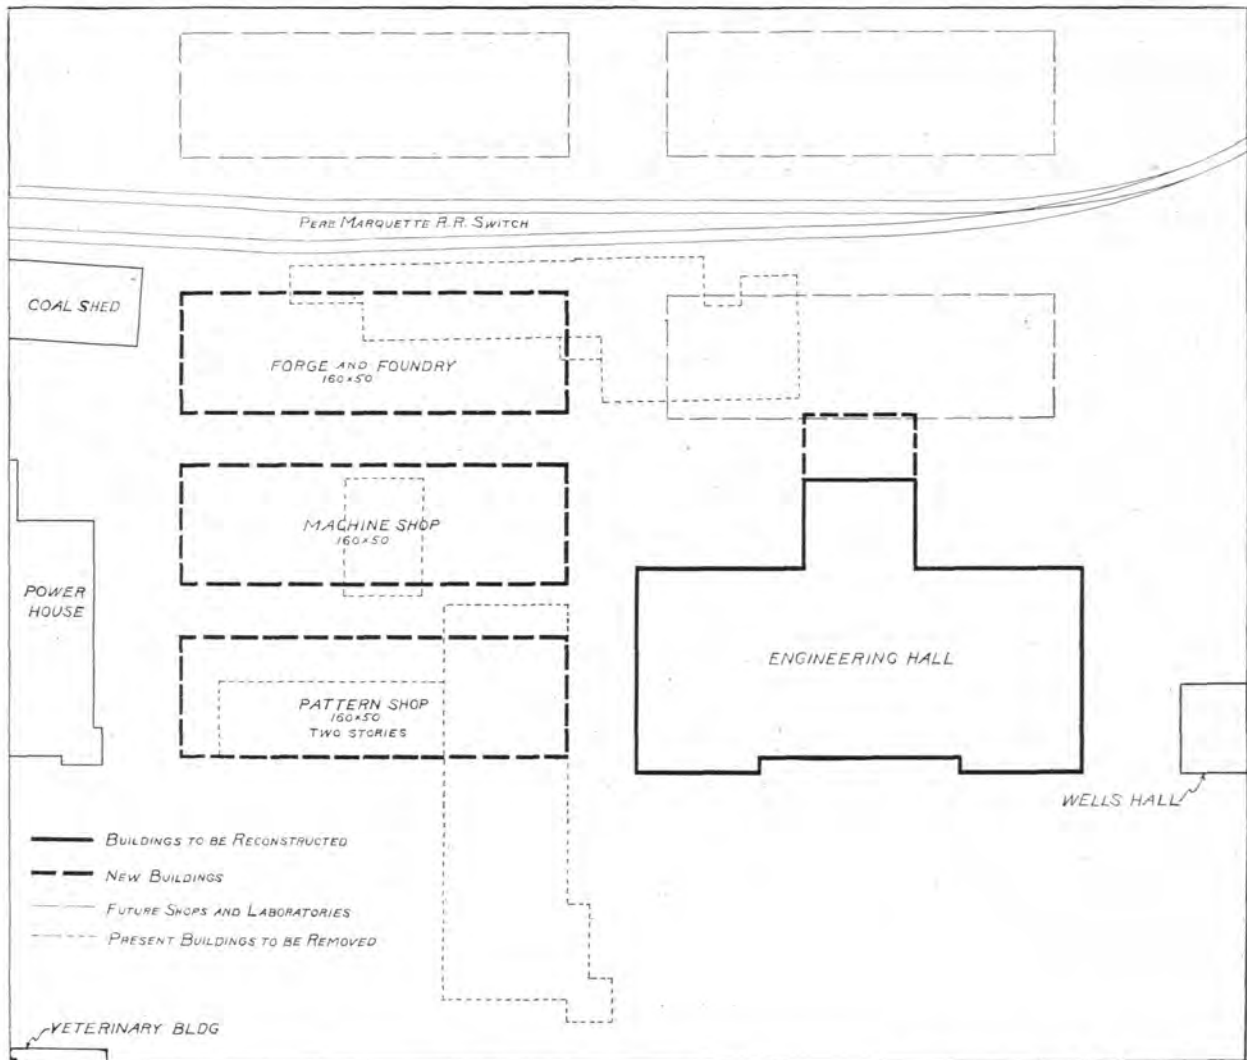 PERE MARQUETTE R.R. SWITCH
COAL SHED
FORGE AND FOUNDRY
160×50
MACHINE SHOP
160×50
POWER
HOUSE
ENGINEERING HALL
PATTERN SHOP
160×50
TWO STORIES
WELLS HALL
BUILDINGS TO BE RECONSTRUCTED
NEW BUILDINGS
FUTURE SHOPS AND LABORATORIES
PRESENT BUILDINGS TO BE REMOVED
VETERINARY BLDG